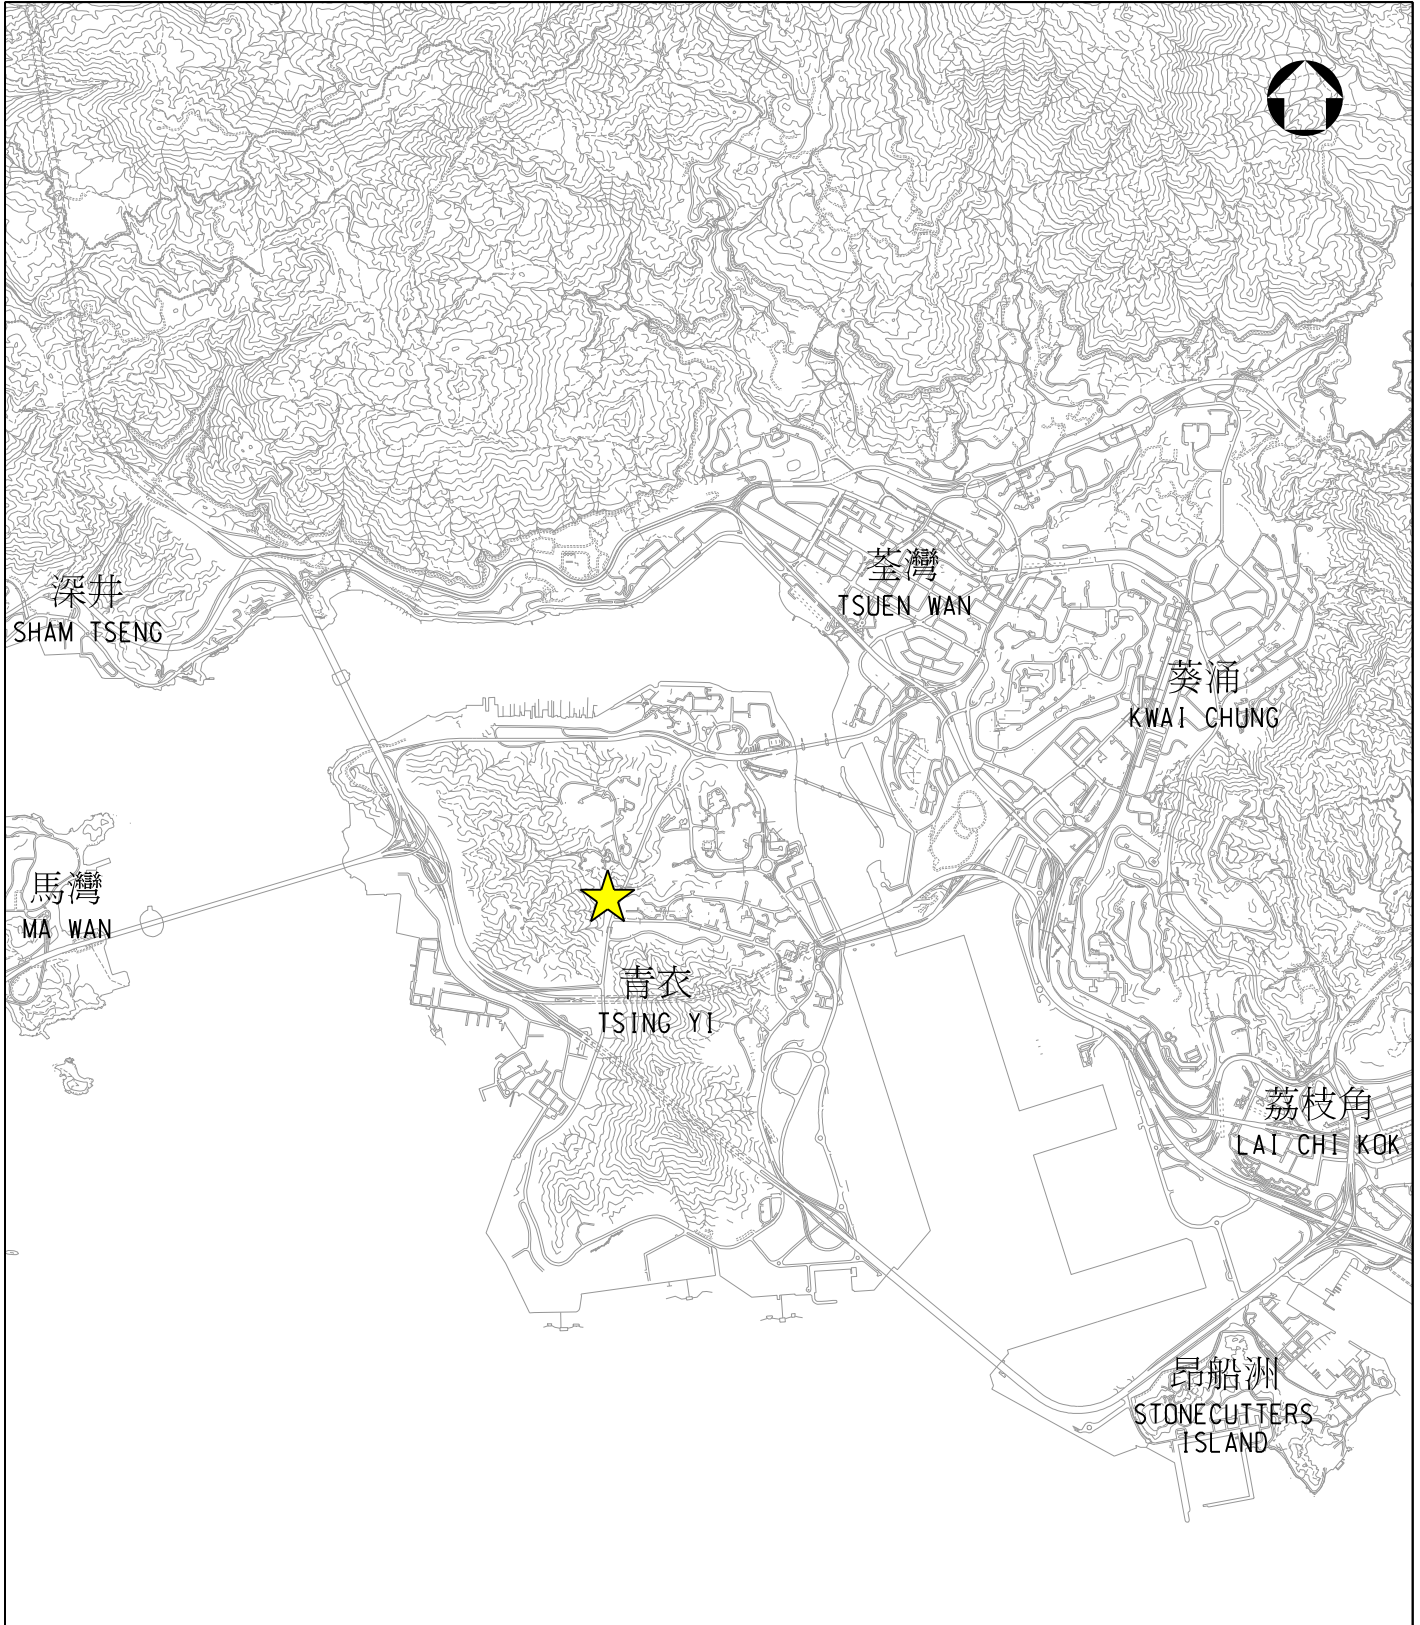 荃灣
TSUEN WAN
深井
SHAM TSENG
葵涌
KWAI CHUNG
馬灣
MA WAN
青衣
TSING YI
荔枝角
LAI CHI KOK
昂船洲
STONECUTTERS
ISLAND